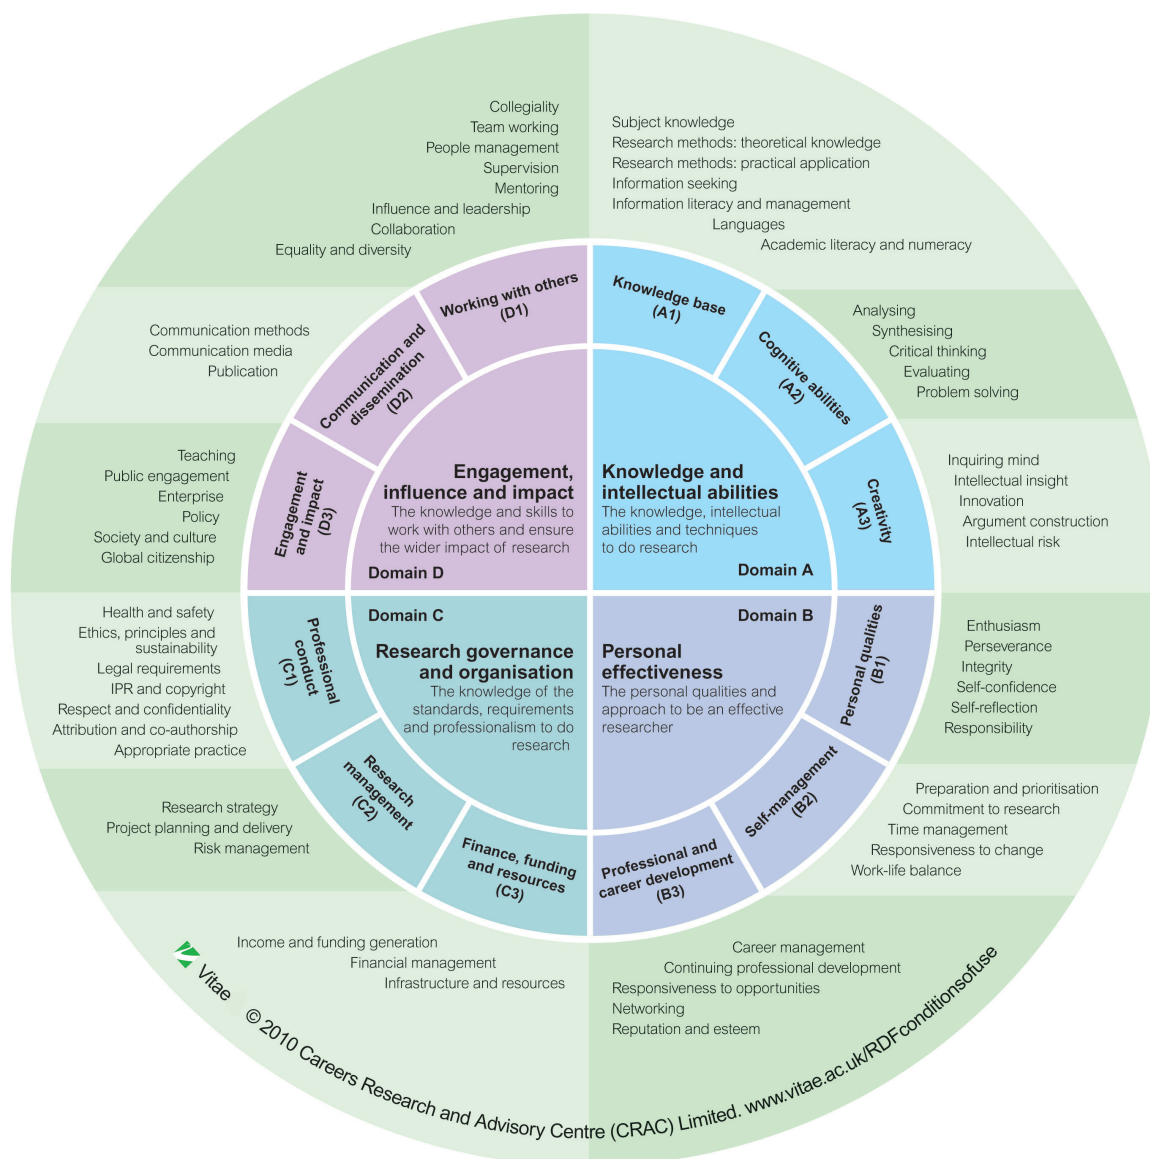 Collegiality
Team working
People management
Supervision
Mentoring
Influence and leadership
Collaboration
Equality and diversity
Subject knowledge
Research methods: theoretical knowledge
Research methods: practical application
Information seeking
Information literacy and management
Languages
Academic literacy and numeracy
Working with others
(D1)
Knowledge base
(A1)
Communication methods
Communication media
Publication
Communication and
dissemination
(D2)
Cognitive abilities
(A2)
Analysing
Synthesising
Critical thinking
Evaluating
Problem solving
Teaching
Public engagement
Enterprise
Policy
Society and culture
Global citizenship
Engagement
and impact
(D3)
Engagement,
influence and impact
The knowledge and skills to
work with others and ensure
the wider impact of research
Domain D
Knowledge and
intellectual abilities
The knowledge, intellectual
abilities and techniques
to do research
Domain A
Creativity
(A3)
Inquiring mind
Intellectual insight
Innovation
Argument construction
Intellectual risk
Health and safety
Ethics, principles and
sustainability
Legal requirements
IPR and copyright
Respect and confidentiality
Attribution and co-authorship
Appropriate practice
Professional
conduct
(C1)
Domain C
Research governance
and organisation
The knowledge of the
standards, requirements
and professionalism to do
research
Domain B
Personal
effectiveness
The personal qualities and
approach to be an effective
researcher
Personal qualities
(B1)
Enthusiasm
Perseverance
Integrity
Self-confidence
Self-reflection
Responsibility
Research strategy
Project planning and delivery
Risk management
Research
management
(C2)
Self-management
(B2)
Preparation and prioritisation
Commitment to research
Time management
Responsiveness to change
Work-life balance
Finance, funding
and resources
(C3)
Professional and
career development
(B3)
Income and funding generation
Financial management
Infrastructure and resources
Career management
Continuing professional development
Responsiveness to opportunities
Networking
Reputation and esteem
Vitae © 2010 Careers Research and Advisory Centre (CRAC) Limited. www.vitae.ac.uk/RDFconditionsofuse